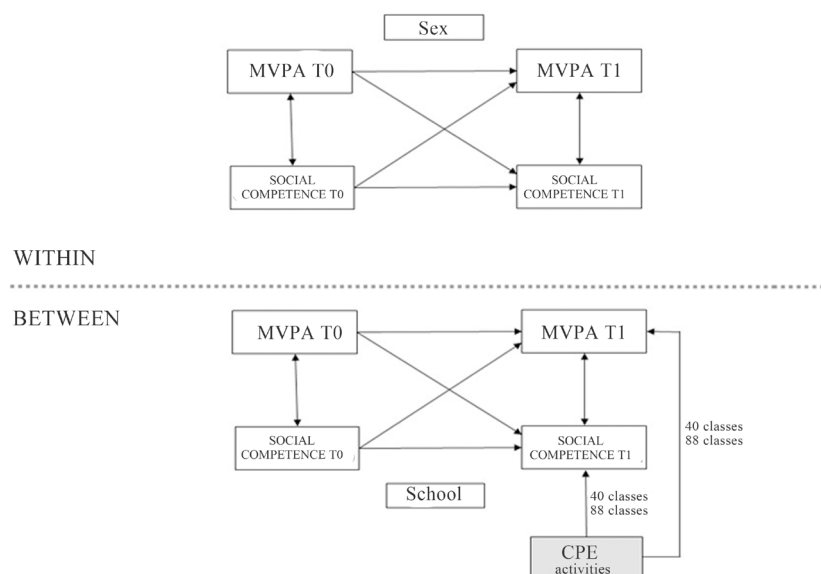 Sex
MVPA T0
MVPA T1
SOCIAL
COMPETENCE T0
SOCIAL
COMPETENCE T1
WITHIN
BETWEEN
MVPA T0
MVPA T1
40 classes
88 classes
SOCIAL
COMPETENCE T0
SOCIAL
COMPETENCE T1
School
40 classes
88 classes
CPE
activities